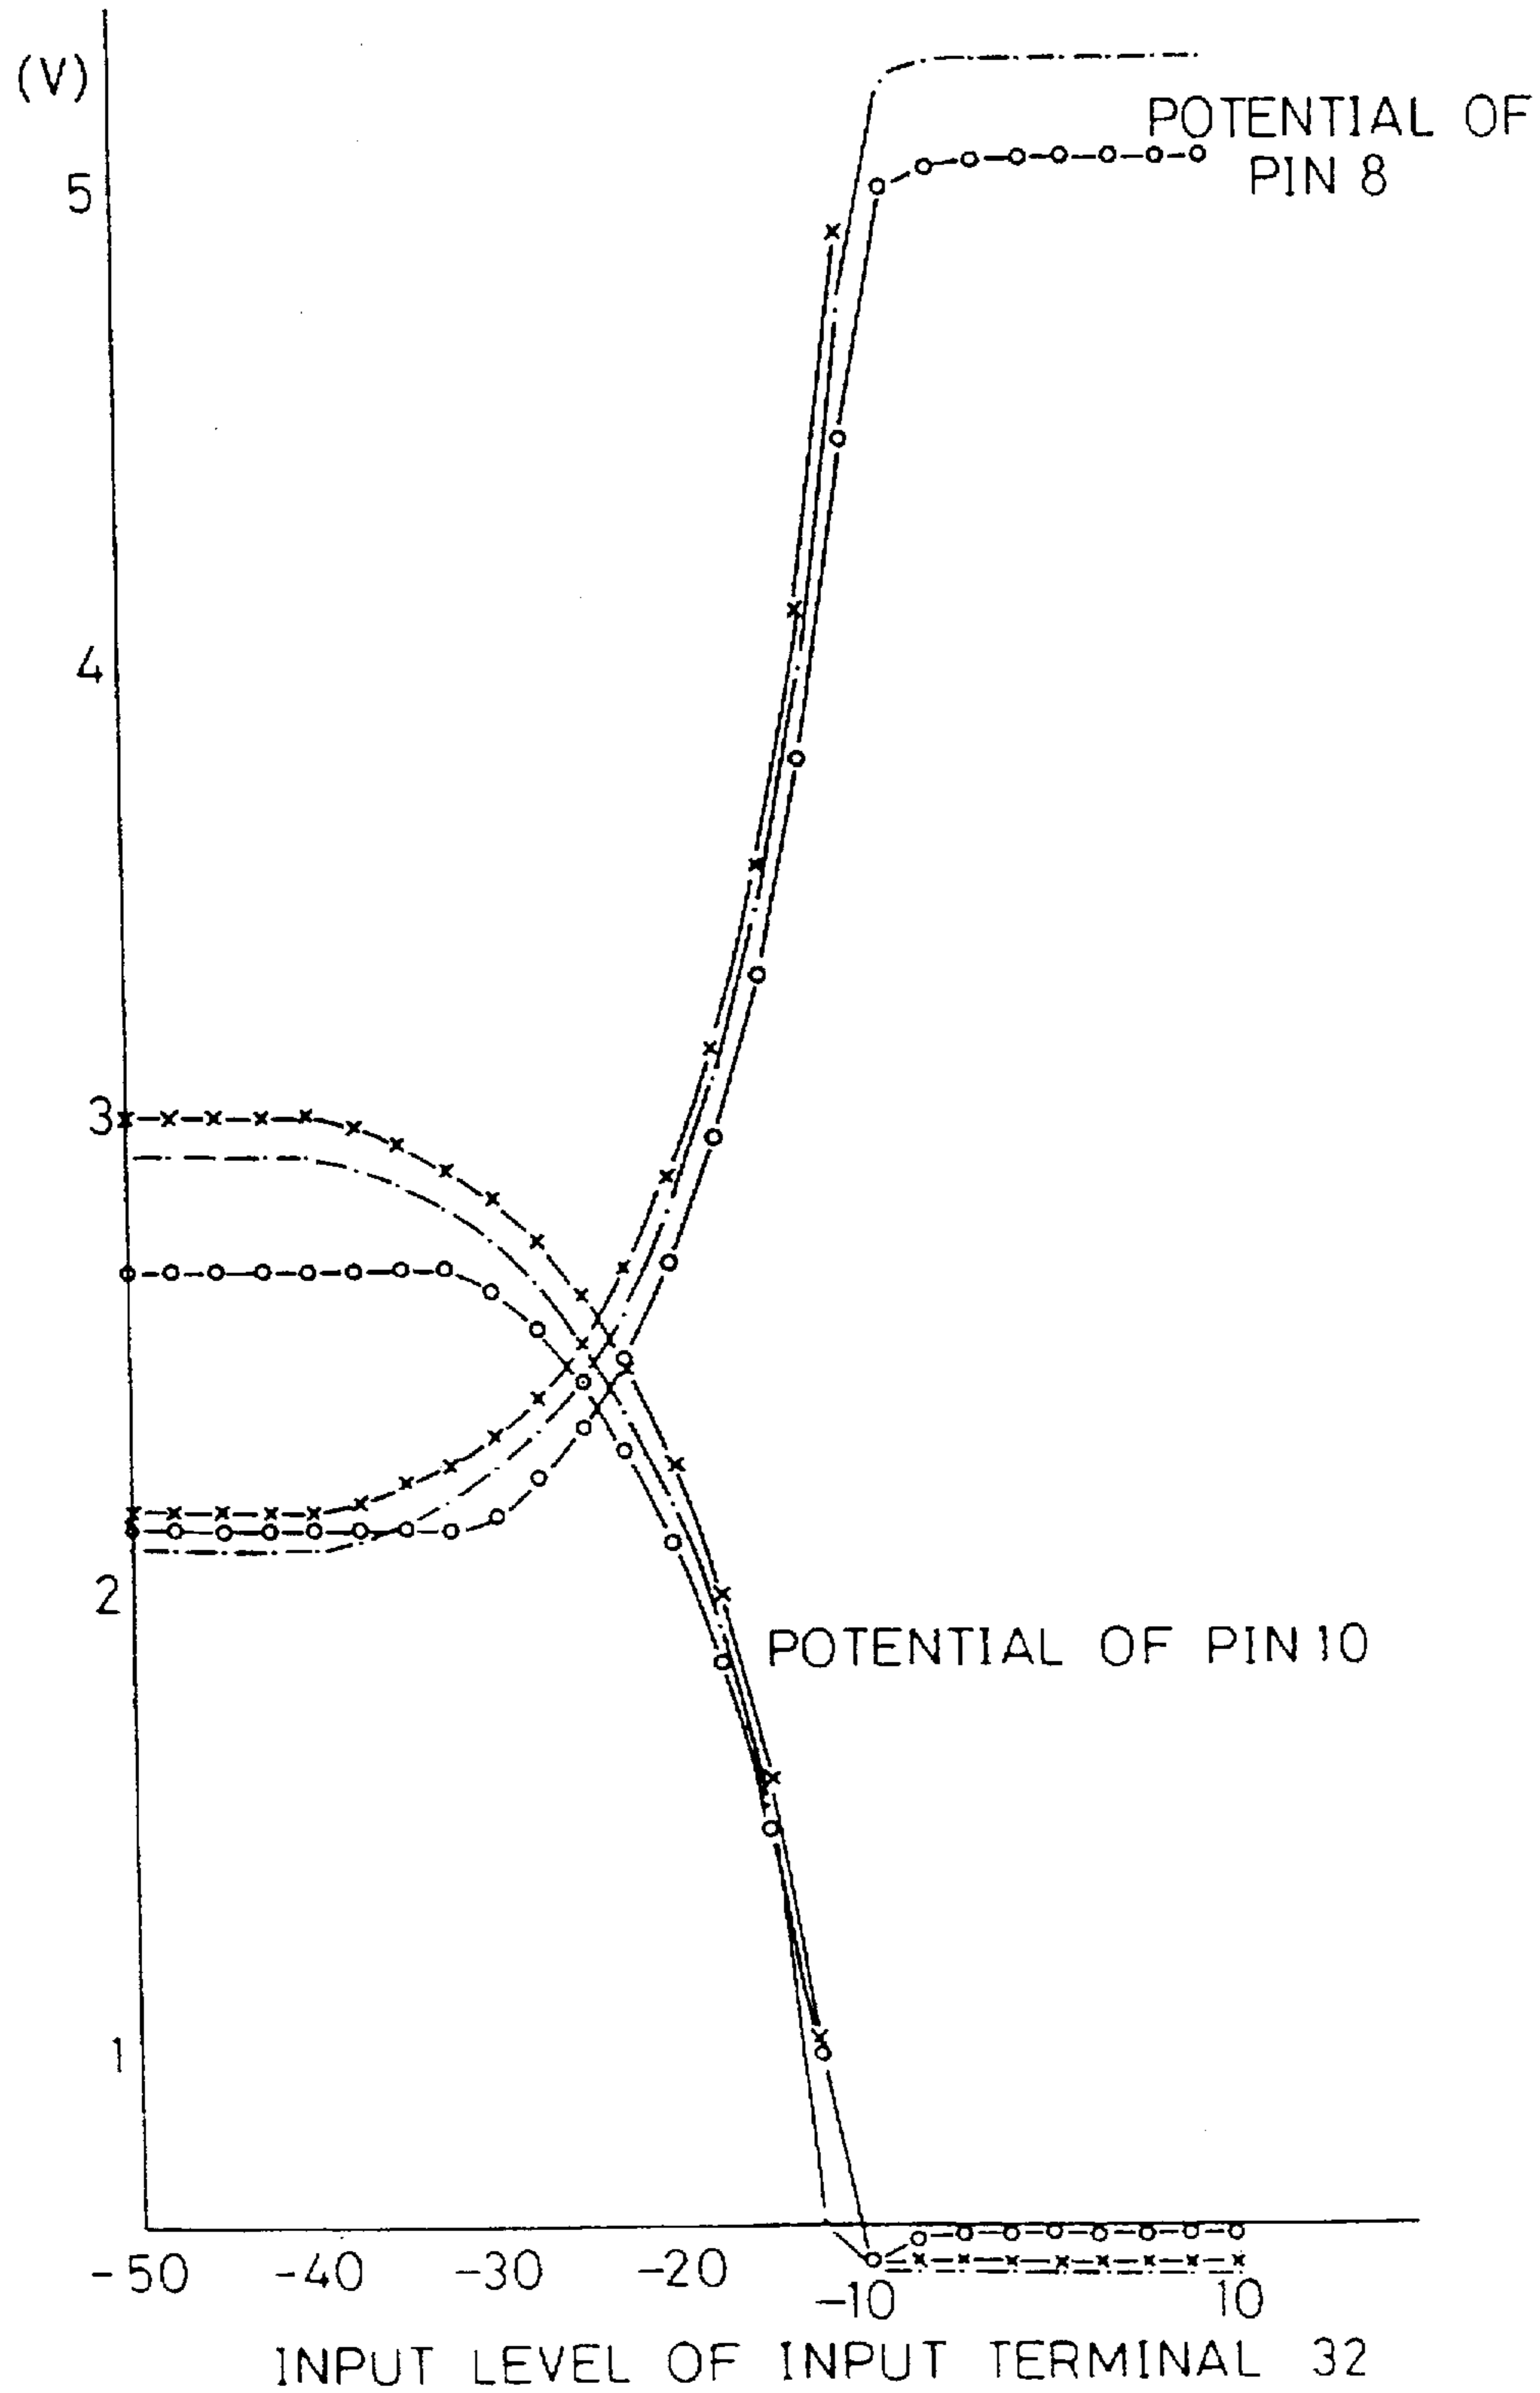 (V)
POTENTIAL OF
PIN 8
5
4
3
2
POTENTIAL OF PIN 10
1
-50 -40 -30 -20 -10 10
INPUT LEVEL OF INPUT TERMINAL 32